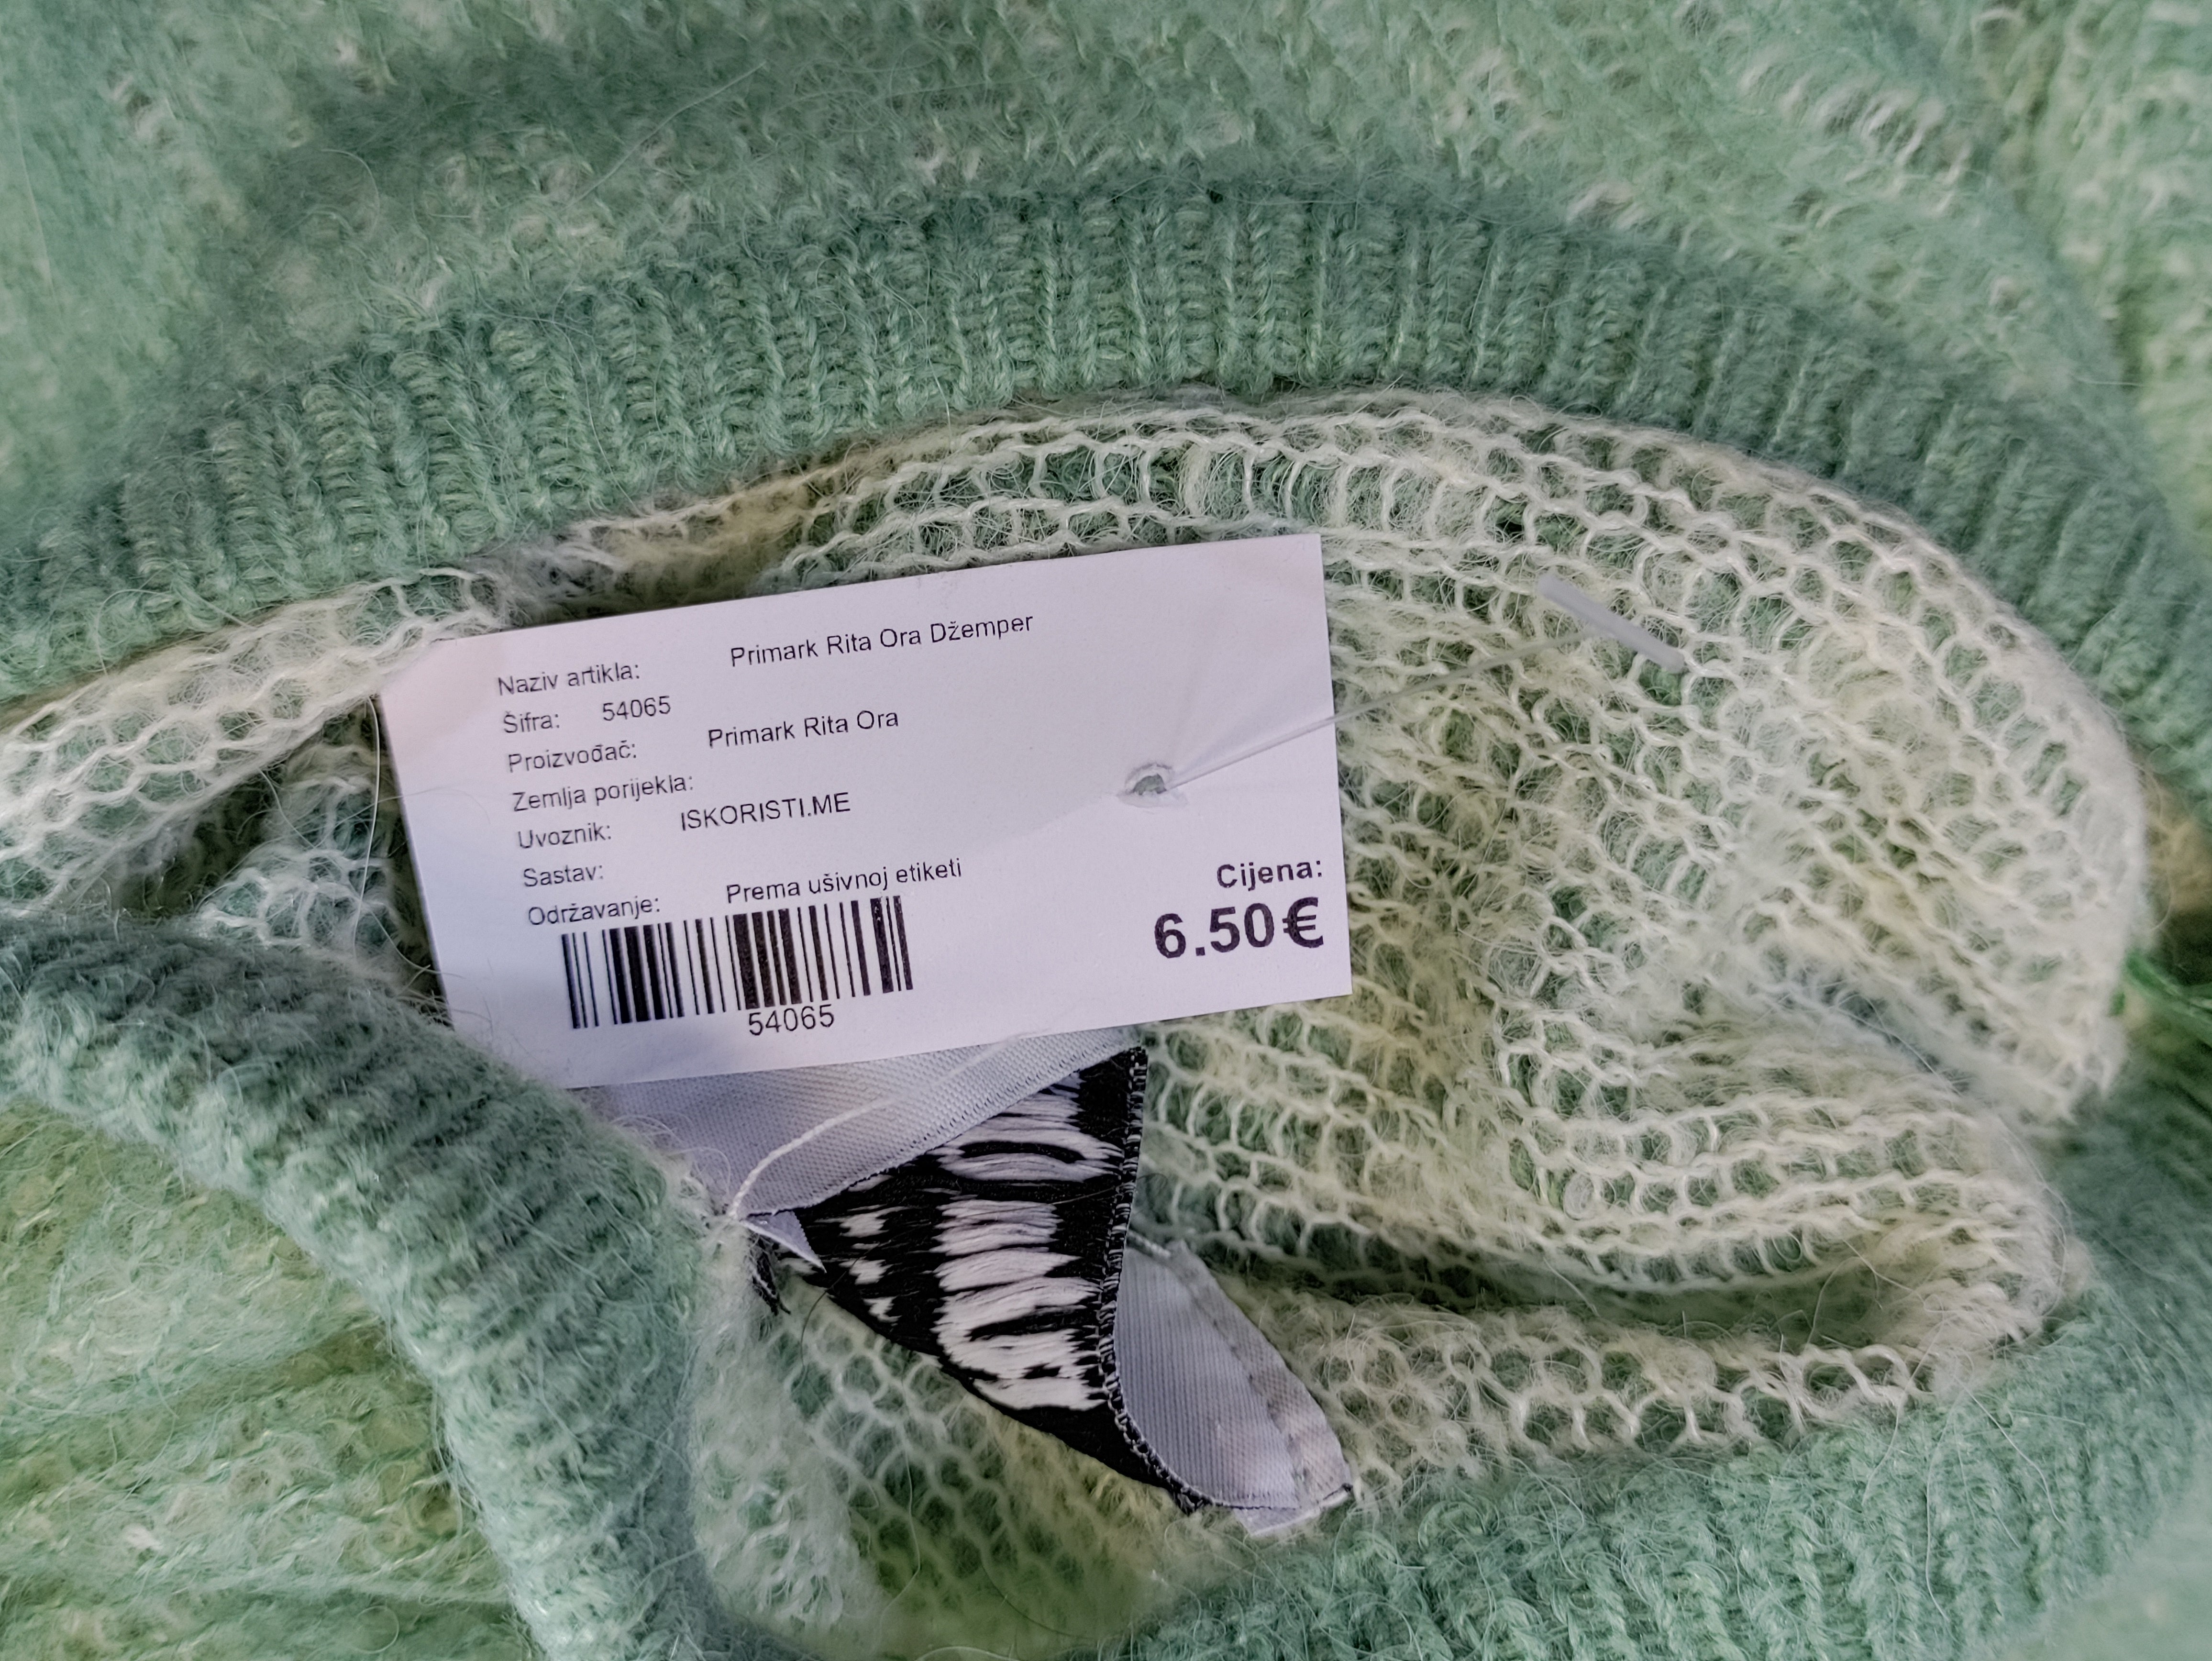 Naziv artikla: Primark Rita Ora Džemper
Šifra: 54065
Proizvođač: Primark Rita Ora
Zemlja porijekla:
Uvoznik: ISKORISTI.ME
Sastav:
Održavanje: Prema ušivnoj etiketi
54065
Cijena:
6.50€